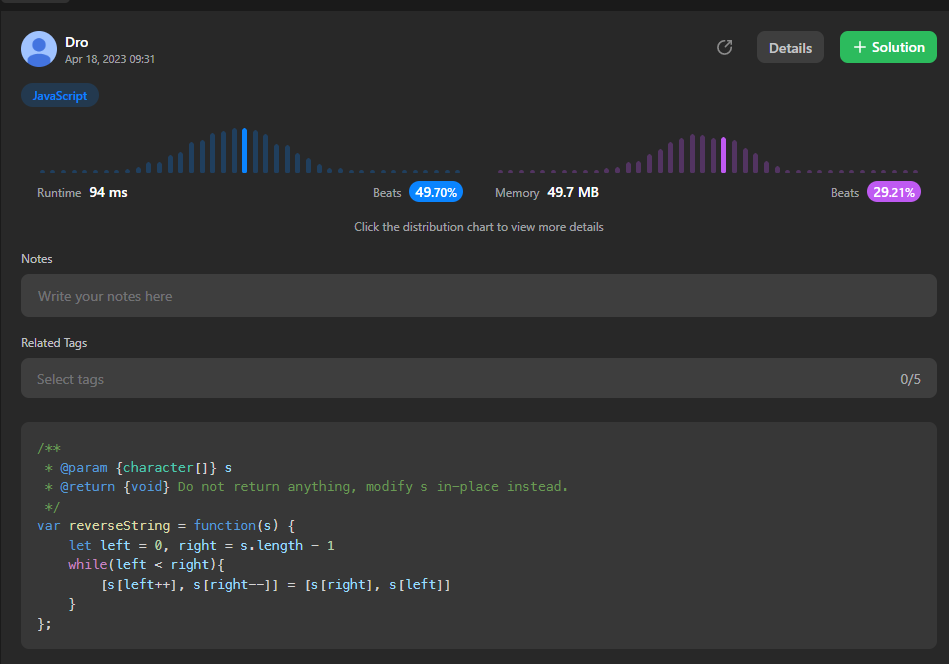 Dro
Apr 18, 2023 09:31
Details
+ Solution
JavaScript
Runtime 94 ms Beats 49.70% Memory 49.7 MB Beats 29.21%
Click the distribution chart to view more details
Notes
Write your notes here
Related Tags
Select tags 0/5
/**
 * @param {character[]} s
 * @return {void} Do not return anything, modify s in-place instead.
 */
var reverseString = function(s) {
    let left = 0, right = s.length - 1
    while(left < right){
        [s[left++], s[right--]] = [s[right], s[left]]
    }
};